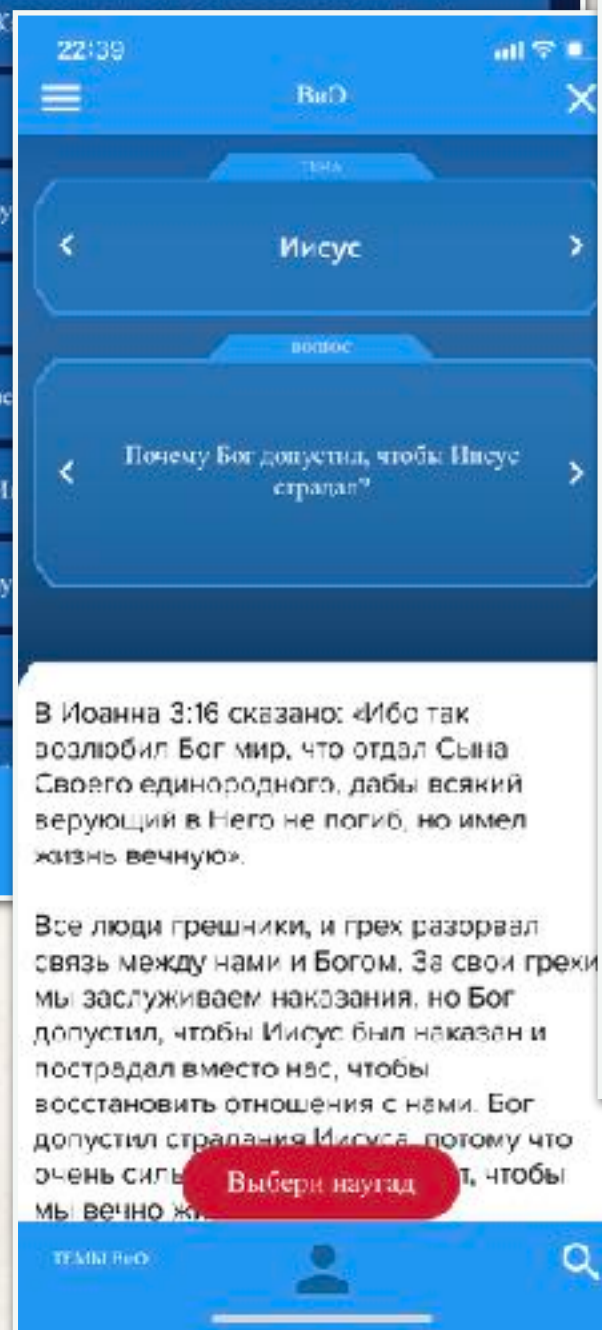 22:39
ВиО
ТЕМА
Иисус
ВОПРОС
Почему Бог допустил, чтобы Иисус
страдал?
В Иоанна 3:16 сказано: «Ибо так
возлюбил Бог мир, что отдал Сына
Своего единородного, дабы всякий
верующий в Него не погиб, но имел
жизнь вечную».
Все люди грешники, и грех разорвал
связь между нами и Богом. За свои грехи
мы заслуживаем наказания, но Бог
допустил, чтобы Иисус был наказан и
пострадал вместо нас, чтобы
восстановить отношения с нами. Бог
допустил страдания Иисуса, потому что
очень чтобы
мы вечно
Выбери наугад
ТЕМЫ ВиО